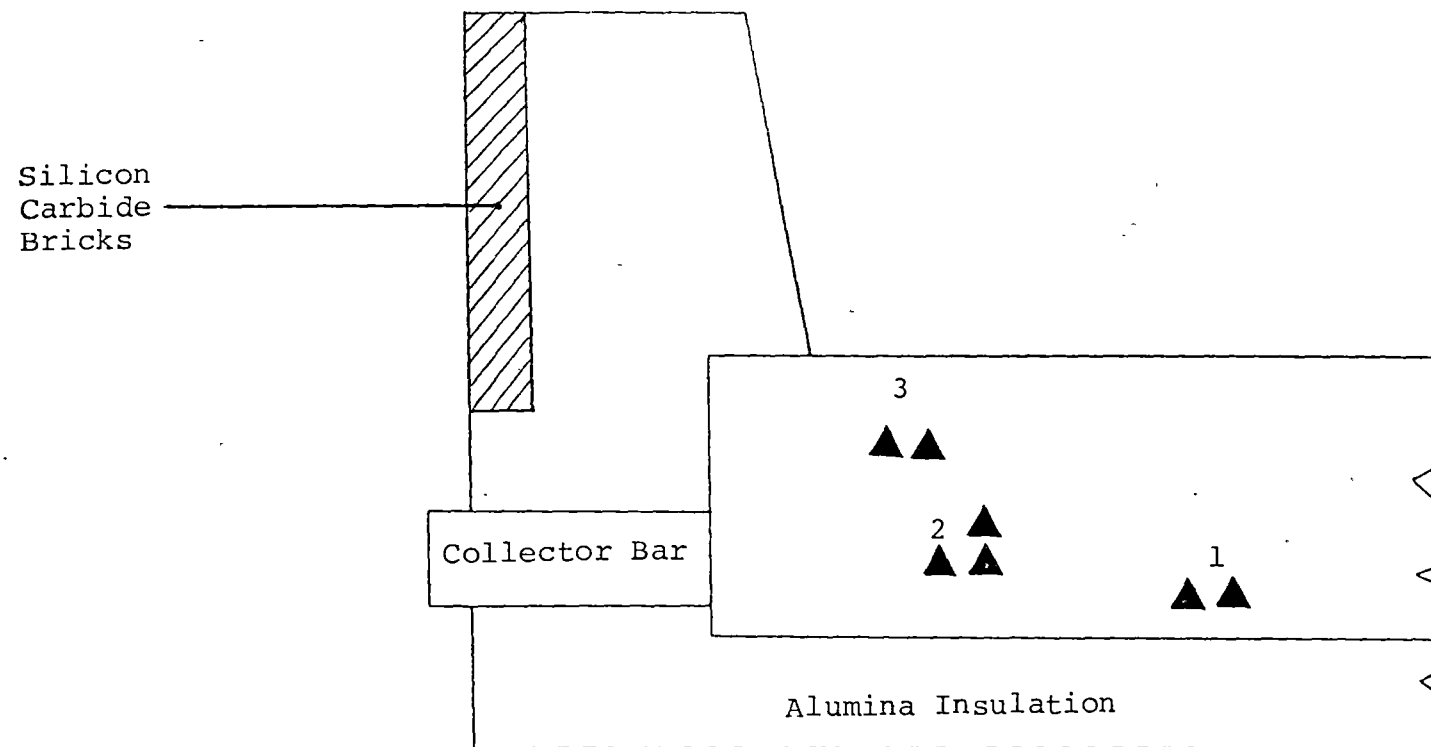 Silicon
Carbide
Bricks
3
2
Collector Bar
1
Alumina Insulation